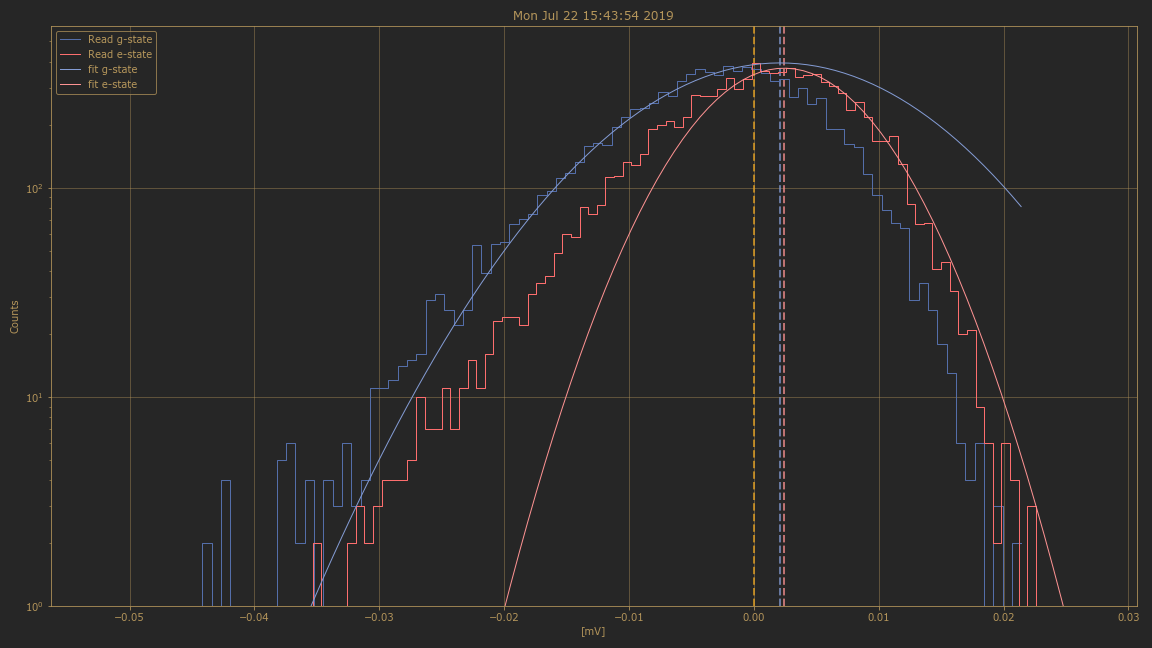 Mon Jul 22 15:43:54 2019
Read g-state
Read e-state
fit g-state
fit e-state
10²
10¹
10⁰
Counts
−0.05 −0.04 −0.03 −0.02 −0.01 0.00 0.01 0.02 0.03
[mV]